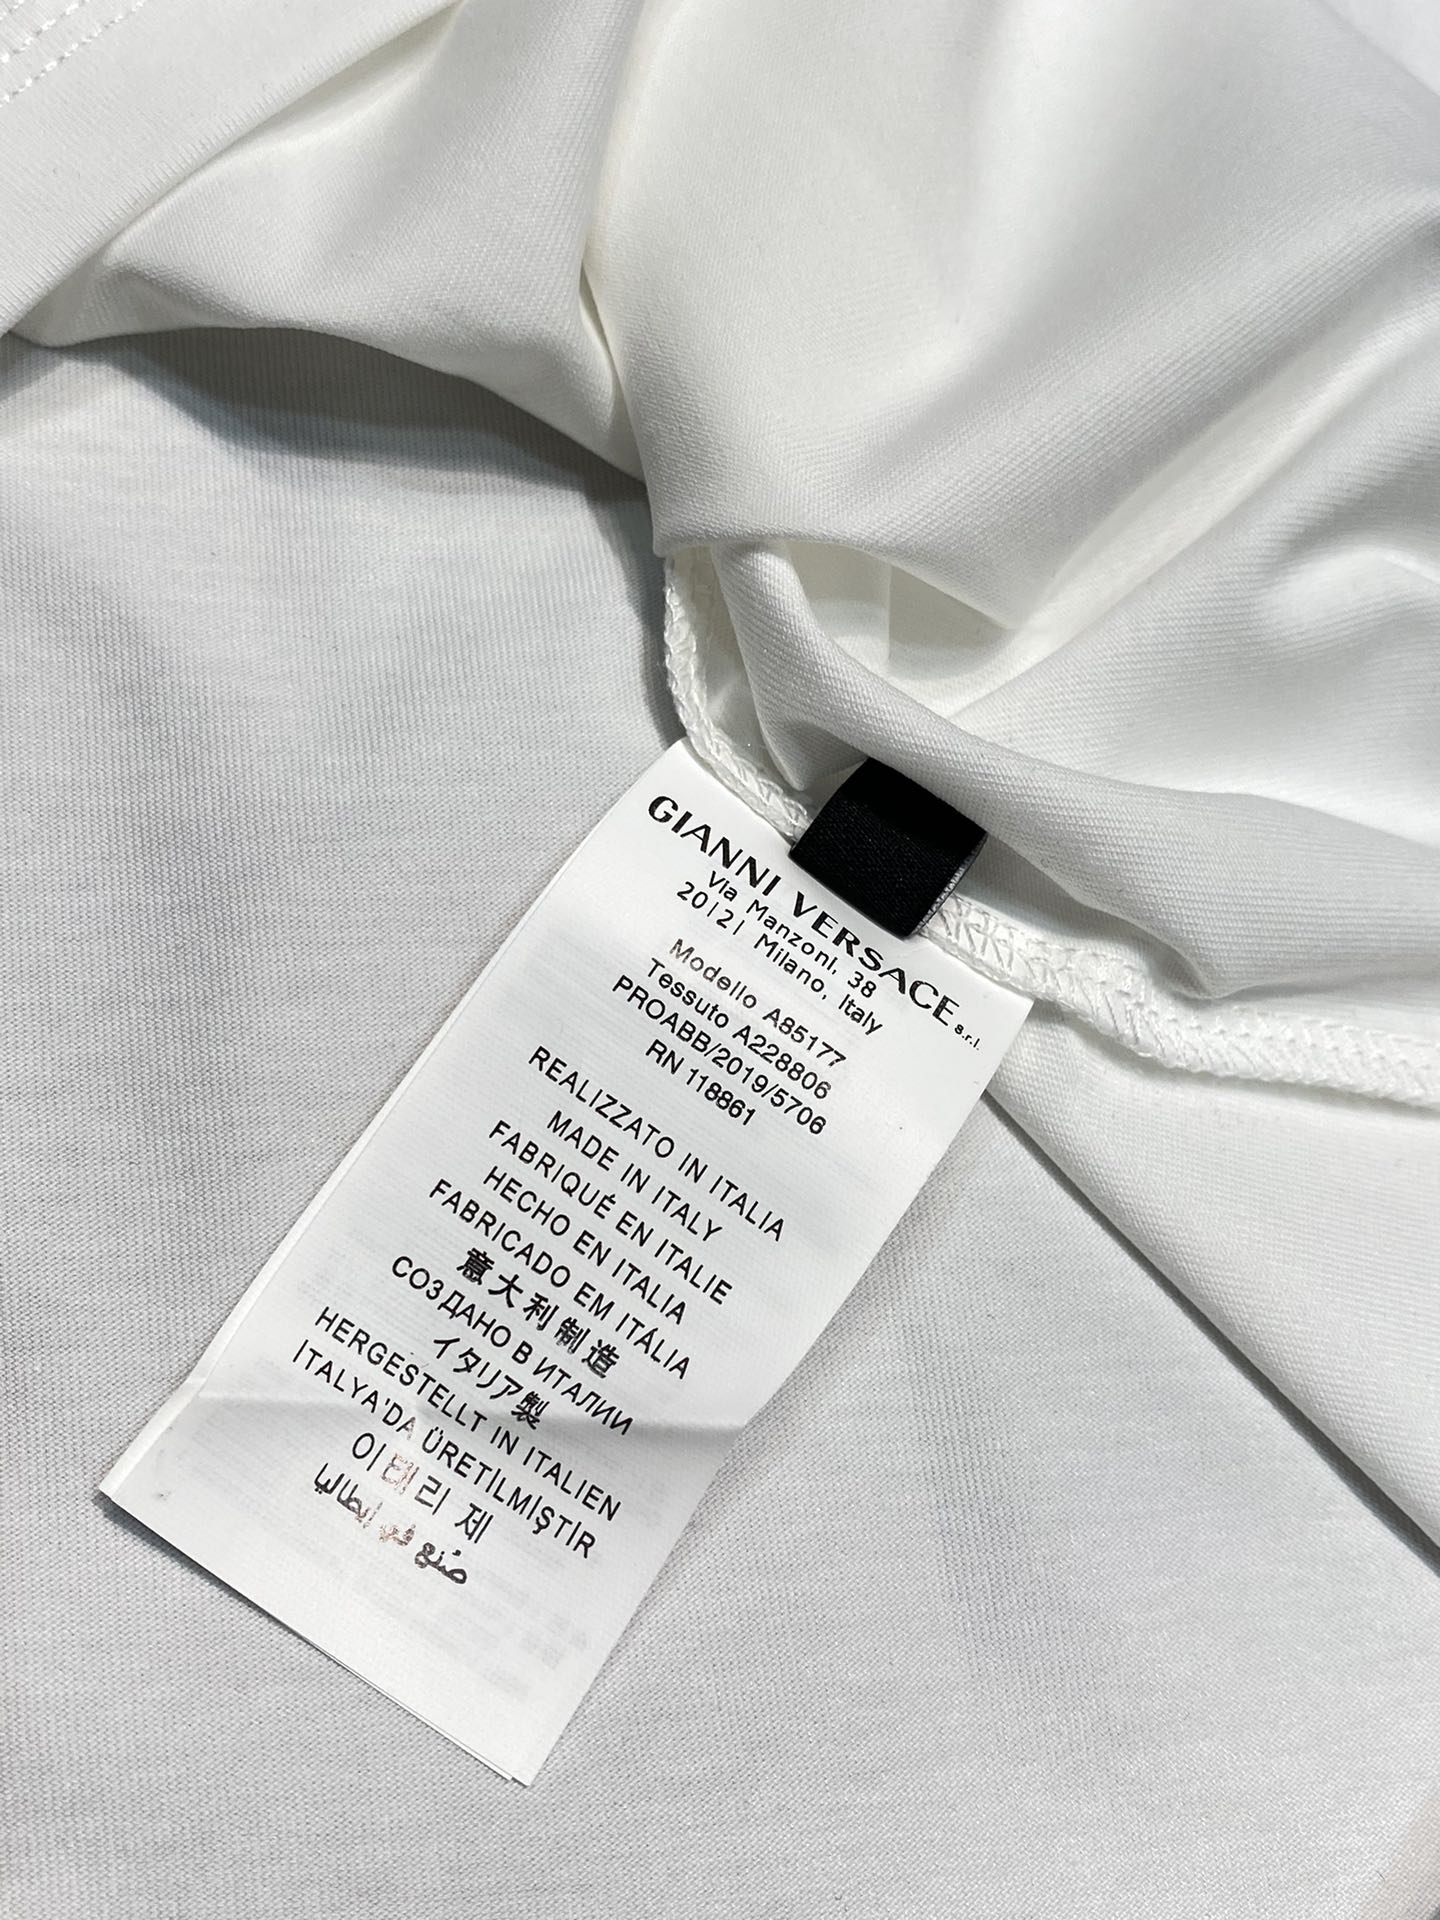 GIANNI VERSACE s.r.l.
Via Manzoni, 38
20121 Milano, Italy
Modello A85177
Tessuto A228806
PROABB/2019/5706
RN 118861
REALIZZATO IN ITALIA
MADE IN ITALY
FABRIQUÉ EN ITALIE
HECHO EN ITALIA
FABRICADO EM ITÁLIA
意大利制造
СОЗДАНО В ИТАЛИИ
イタリア製
HERGESTELLT IN ITALIEN
İTALYA'DA ÜRETİLMİŞTİR
이태리제
صُنع في إيطاليا